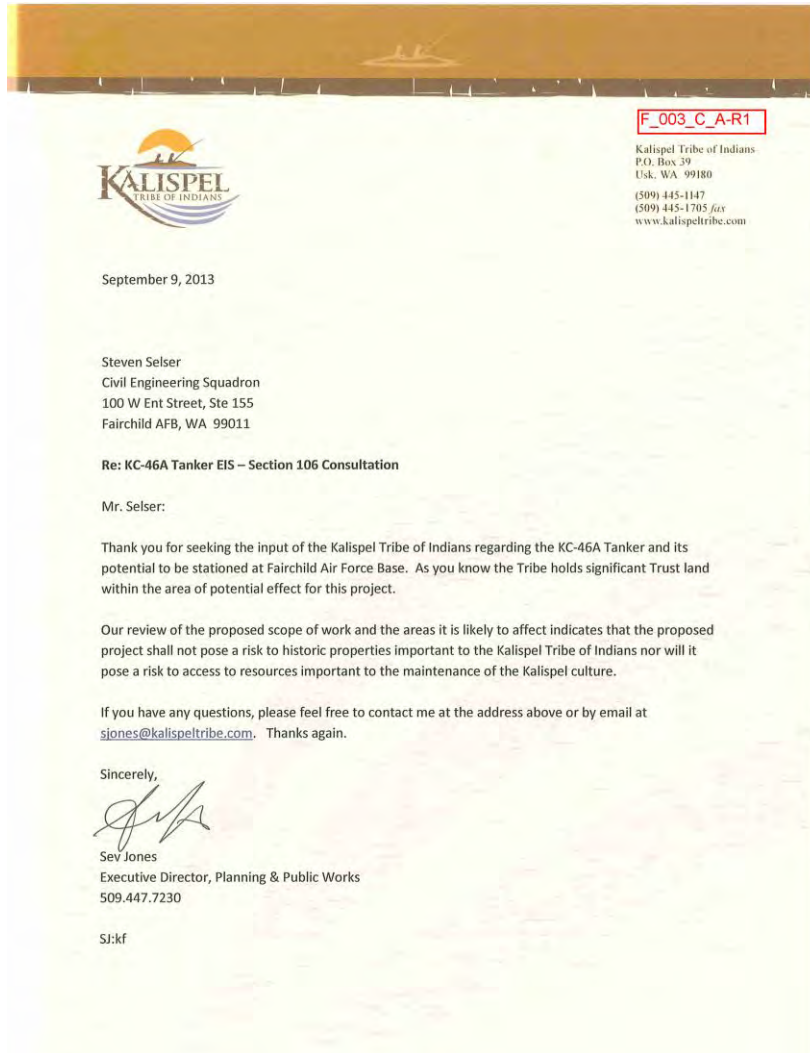 F_003_C_A-R1
Kalispel Tribe of Indians
P.O. Box 39
Usk, WA 99180
(509) 445-1147
(509) 445-1705 fax
www.kalispeltribe.com
KALISPEL
TRIBE OF INDIANS
September 9, 2013
Steven Selser
Civil Engineering Squadron
100 W Ent Street, Ste 155
Fairchild AFB, WA 99011
Re: KC-46A Tanker EIS – Section 106 Consultation
Mr. Selser:
Thank you for seeking the input of the Kalispel Tribe of Indians regarding the KC-46A Tanker and its
potential to be stationed at Fairchild Air Force Base. As you know the Tribe holds significant Trust land
within the area of potential effect for this project.
Our review of the proposed scope of work and the areas it is likely to affect indicates that the proposed
project shall not pose a risk to historic properties important to the Kalispel Tribe of Indians nor will it
pose a risk to access to resources important to the maintenance of the Kalispel culture.
If you have any questions, please feel free to contact me at the address above or by email at
sjones@kalispeltribe.com. Thanks again.
Sincerely,
Sev Jones
Executive Director, Planning & Public Works
509.447.7230
SJ:kf